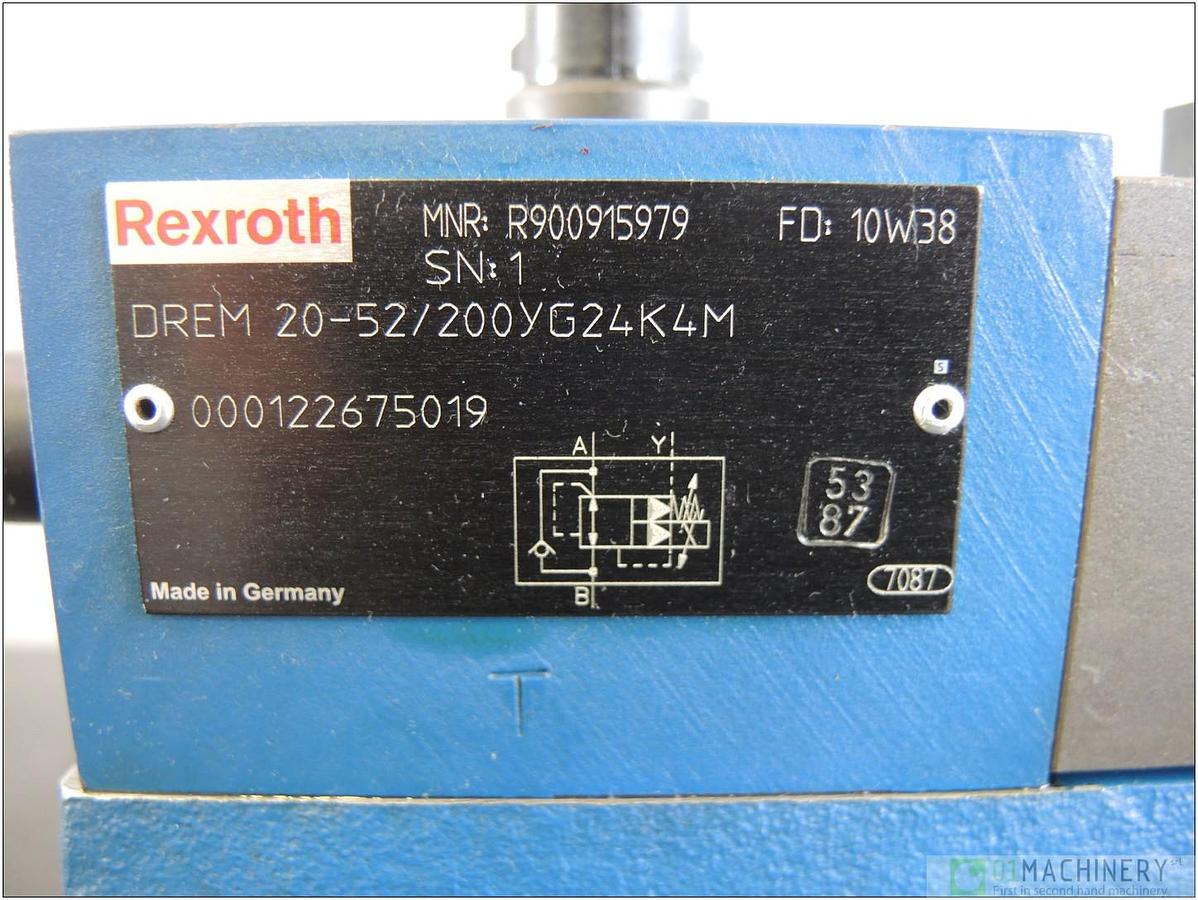 Rexroth MNR: R900915979 FD: 10W38
SN: 1
DREM 20-52/200YG24K4M
S
000122675019
A Y
53
87
7087
Made in Germany
B
T
01MACHINERY srl
First in second hand machinery